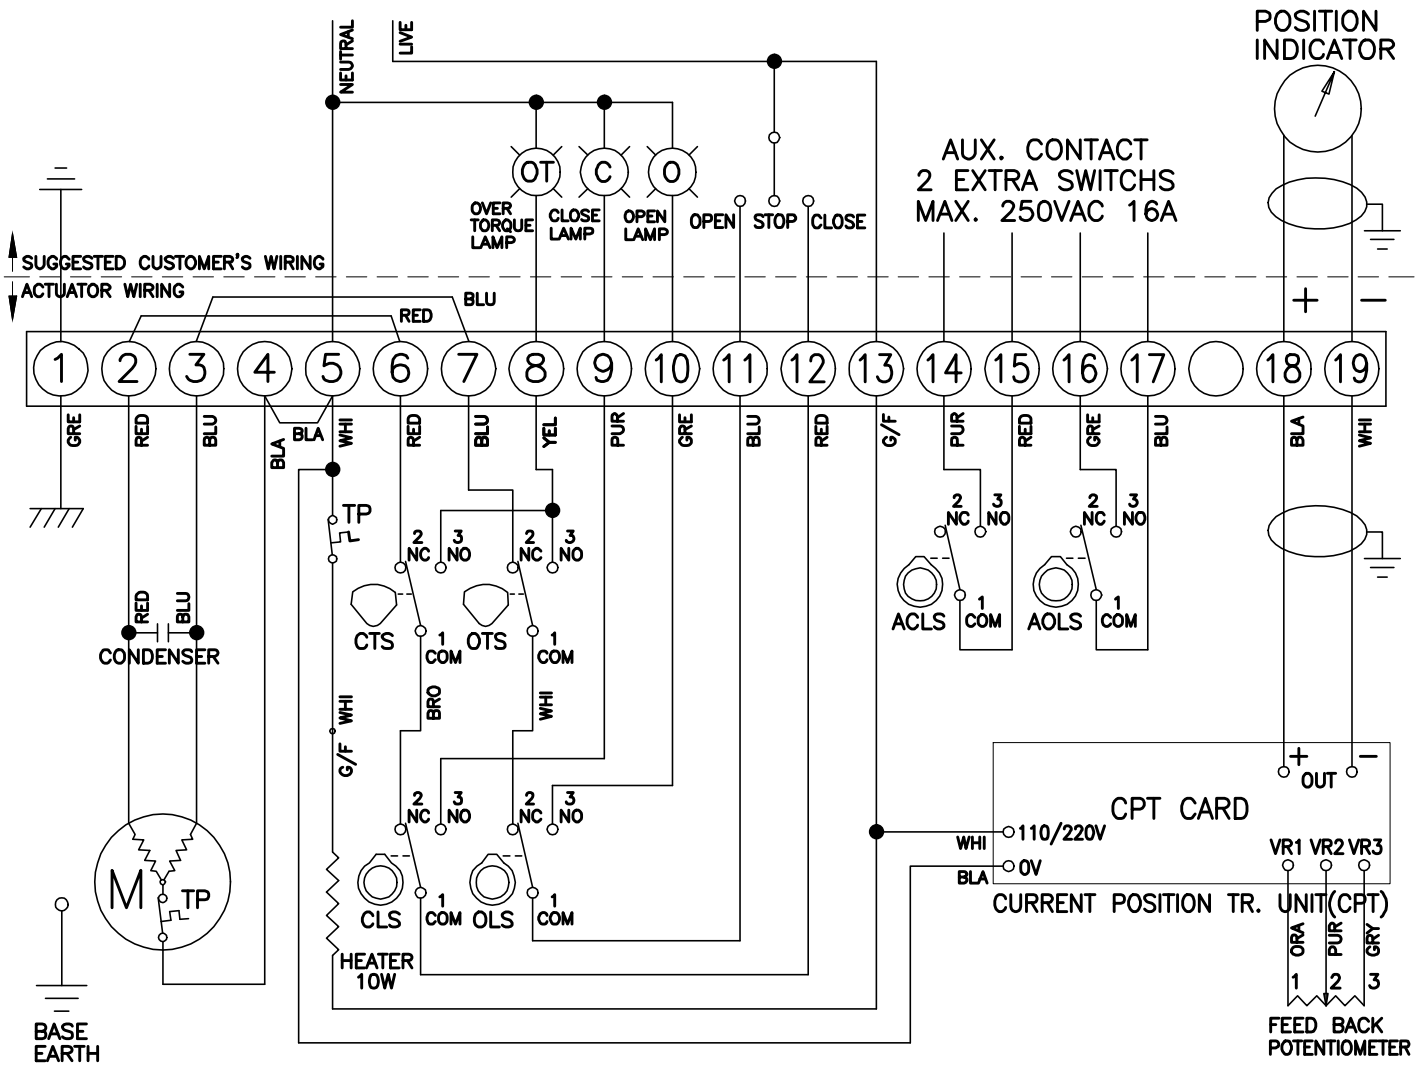 POSITION
INDICATOR
NEUTRAL
LIVE
AUX. CONTACT
2 EXTRA SWITCHS
MAX. 250VAC 16A
OT
C
O
OVER
TORQUE
LAMP
CLOSE
LAMP
OPEN
LAMP
OPEN
STOP
CLOSE
SUGGESTED CUSTOMER'S WIRING
ACTUATOR WIRING
BLU
RED
+
−
1
2
3
4
5
6
7
8
9
10
11
12
13
14
15
16
17
18
19
GRE
RED
BLU
BLA
BLA
WHI
RED
BLU
YEL
PUR
GRE
BLU
RED
G/F
PUR
RED
GRE
BLU
BLA
WHI
TP
2
NC
3
NO
2
NC
3
NO
2
NC
3
NO
2
NC
3
NO
RED
BLU
CONDENSER
CTS
1
COM
OTS
1
COM
ACLS
1
COM
AOLS
1
COM
WHI
G/F
BRO
WHI
2
NC
3
NO
2
NC
3
NO
+
−
OUT
CPT CARD
WHI
110/220V
BLA
0V
VR1
VR2
VR3
M
TP
CLS
1
COM
OLS
1
COM
CURRENT POSITION TR. UNIT(CPT)
HEATER
10W
ORA
PUR
GRY
1
2
3
BASE
EARTH
FEED BACK
POTENTIOMETER